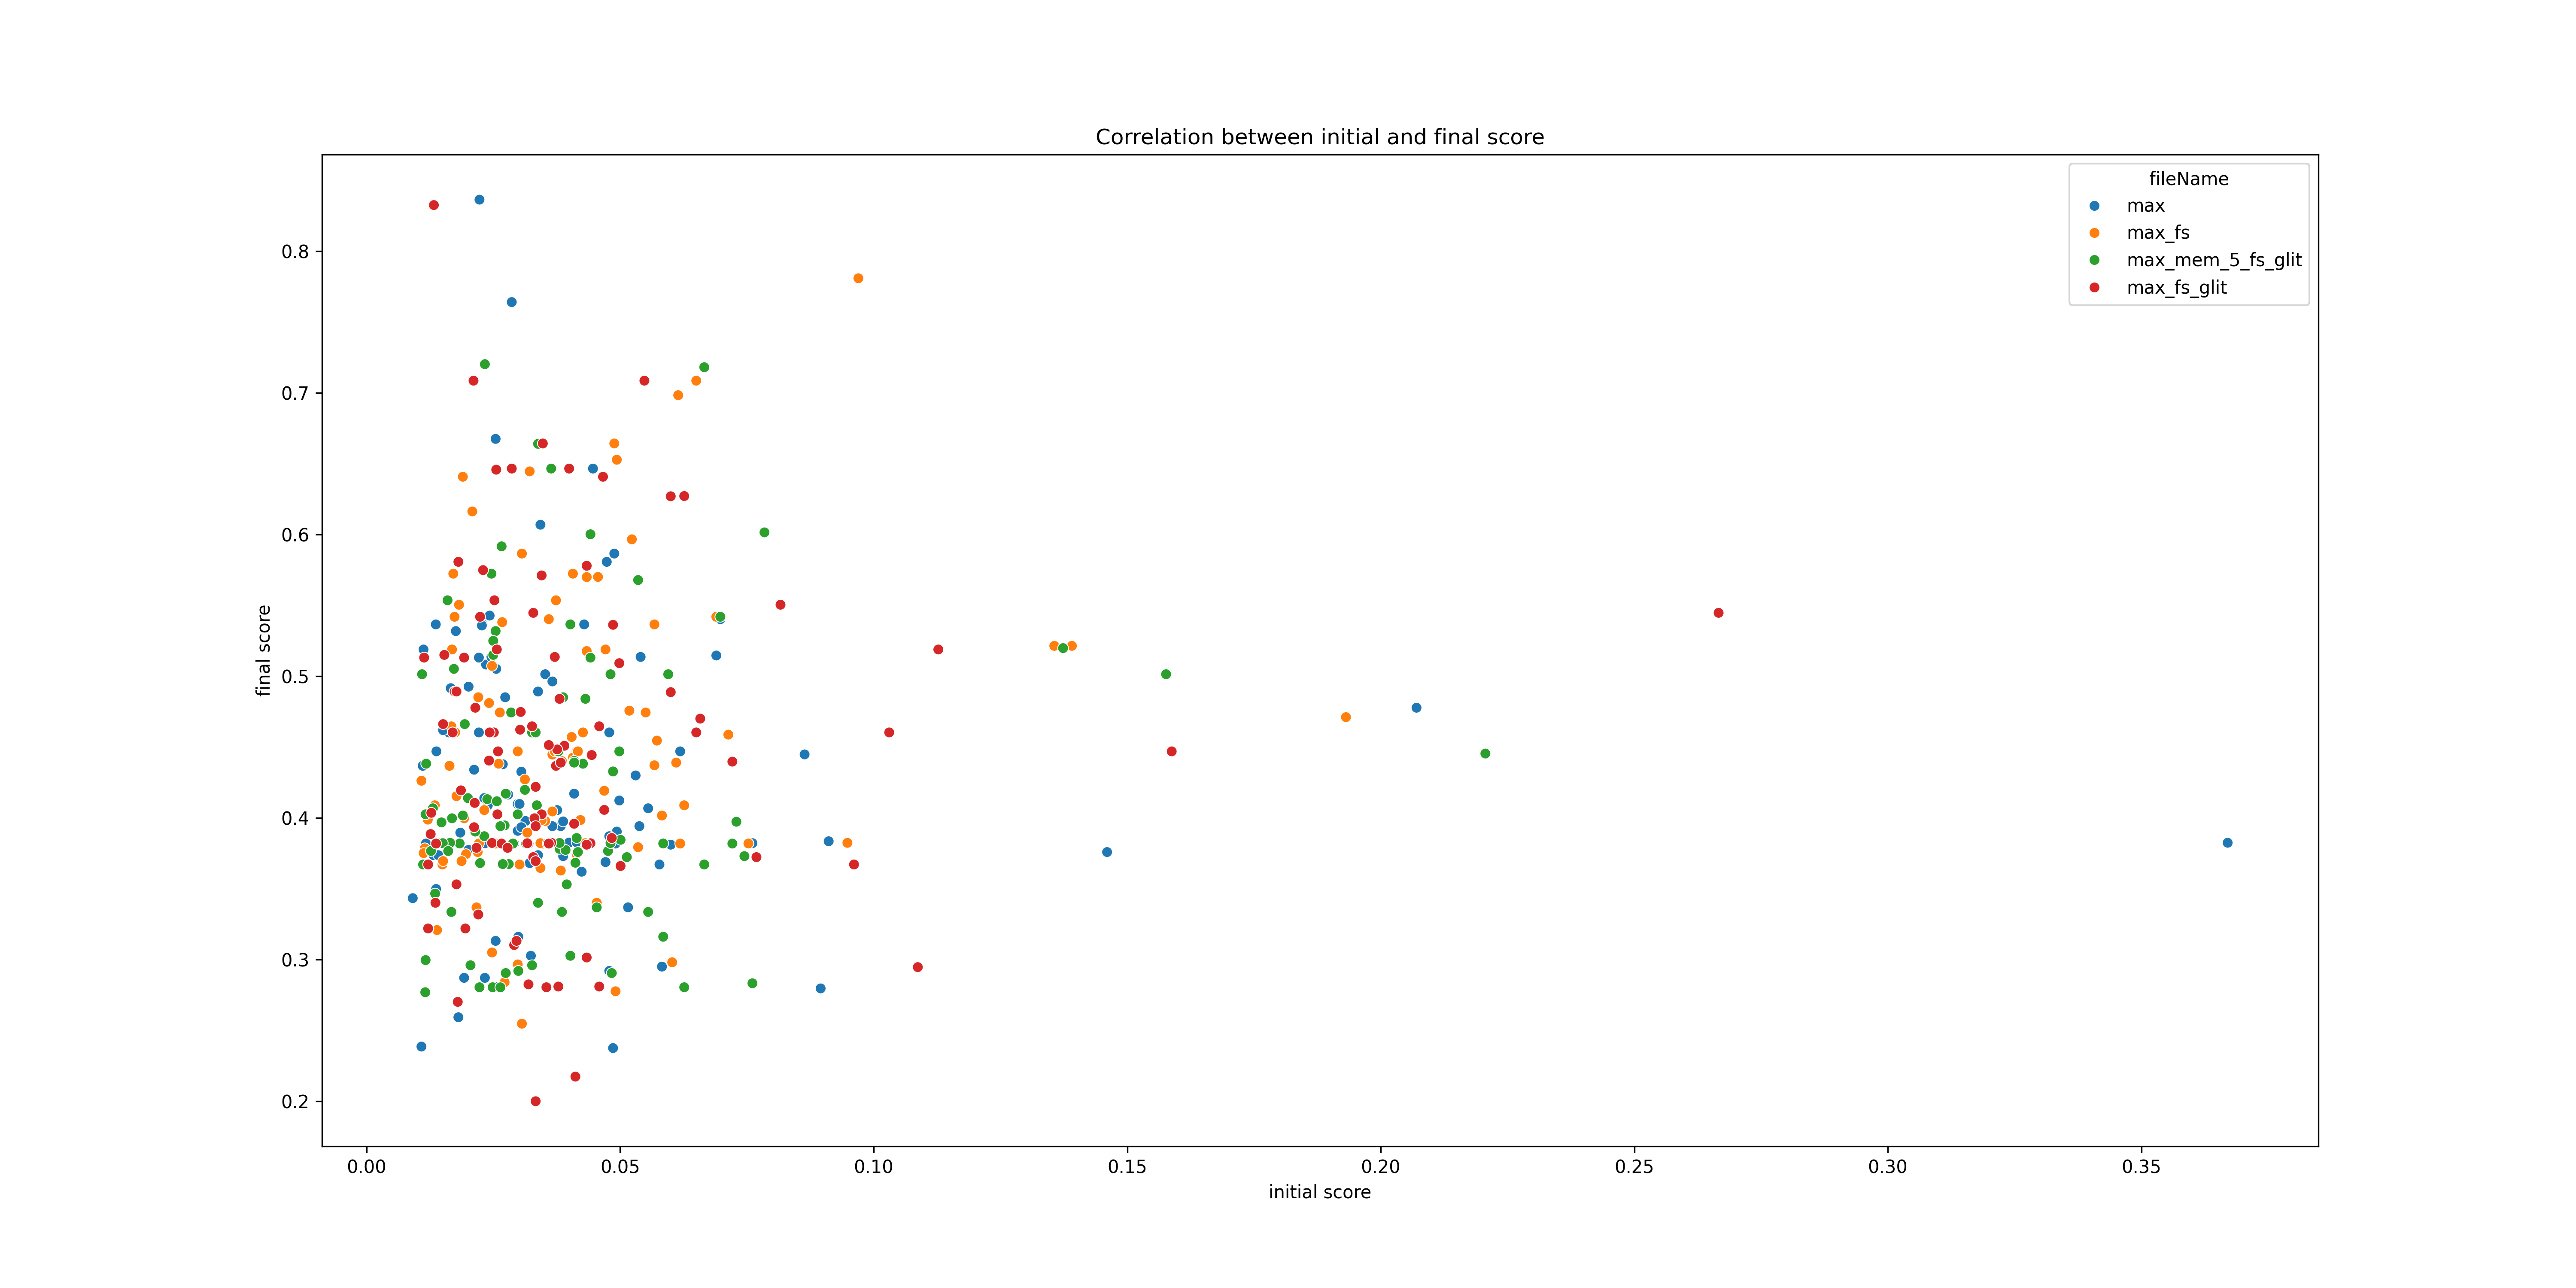 Correlation between initial and final score
fileName
max
max_fs
max_mem_5_fs_glit
max_fs_glit
0.8
0.7
0.6
0.5
0.4
0.3
0.2
final score
0.00 0.05 0.10 0.15 0.20 0.25 0.30 0.35
initial score